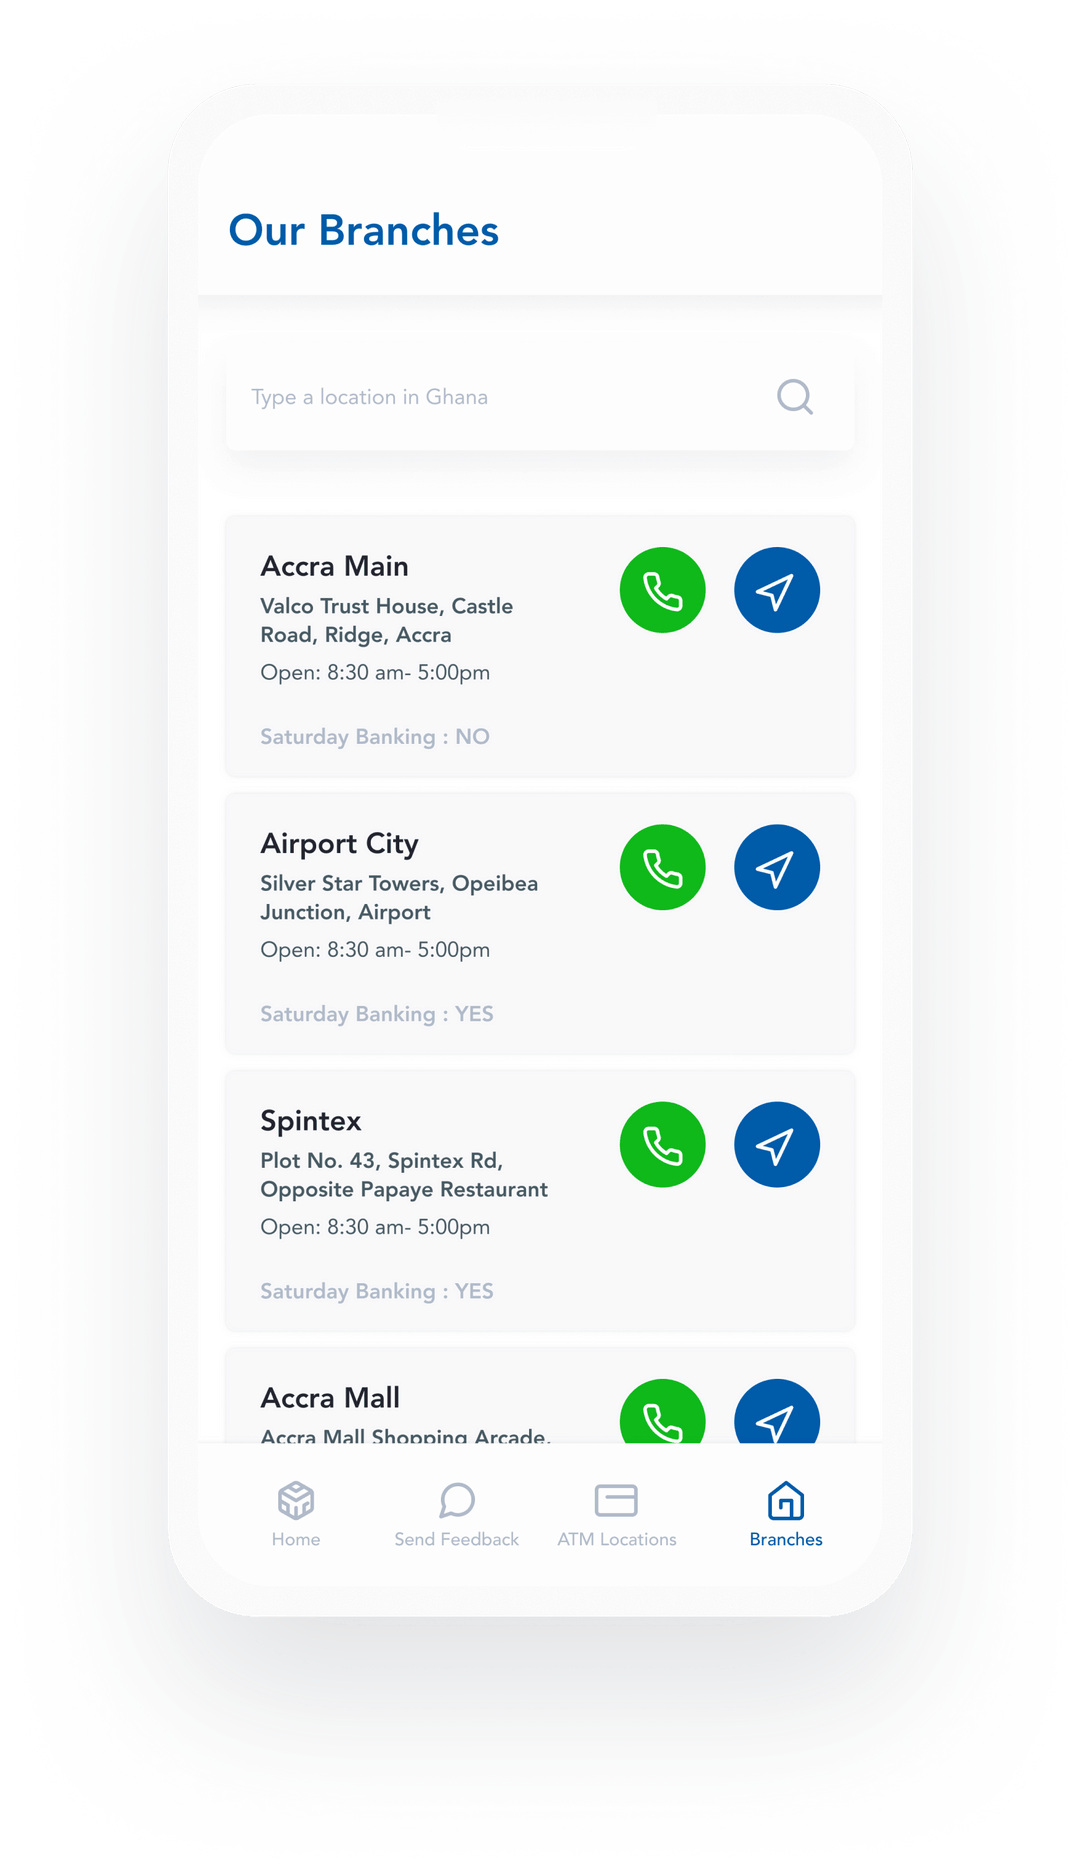 Our Branches
Type a location in Ghana
Accra Main
Valco Trust House, Castle
Road, Ridge, Accra
Open: 8:30 am- 5:00pm
Saturday Banking : NO
Airport City
Silver Star Towers, Opeibea
Junction, Airport
Open: 8:30 am- 5:00pm
Saturday Banking : YES
Spintex
Plot No. 43, Spintex Rd,
Opposite Papaye Restaurant
Open: 8:30 am- 5:00pm
Saturday Banking : YES
Accra Mall
Accra Mall Shopping Arcade,
Home
Send Feedback
ATM Locations
Branches